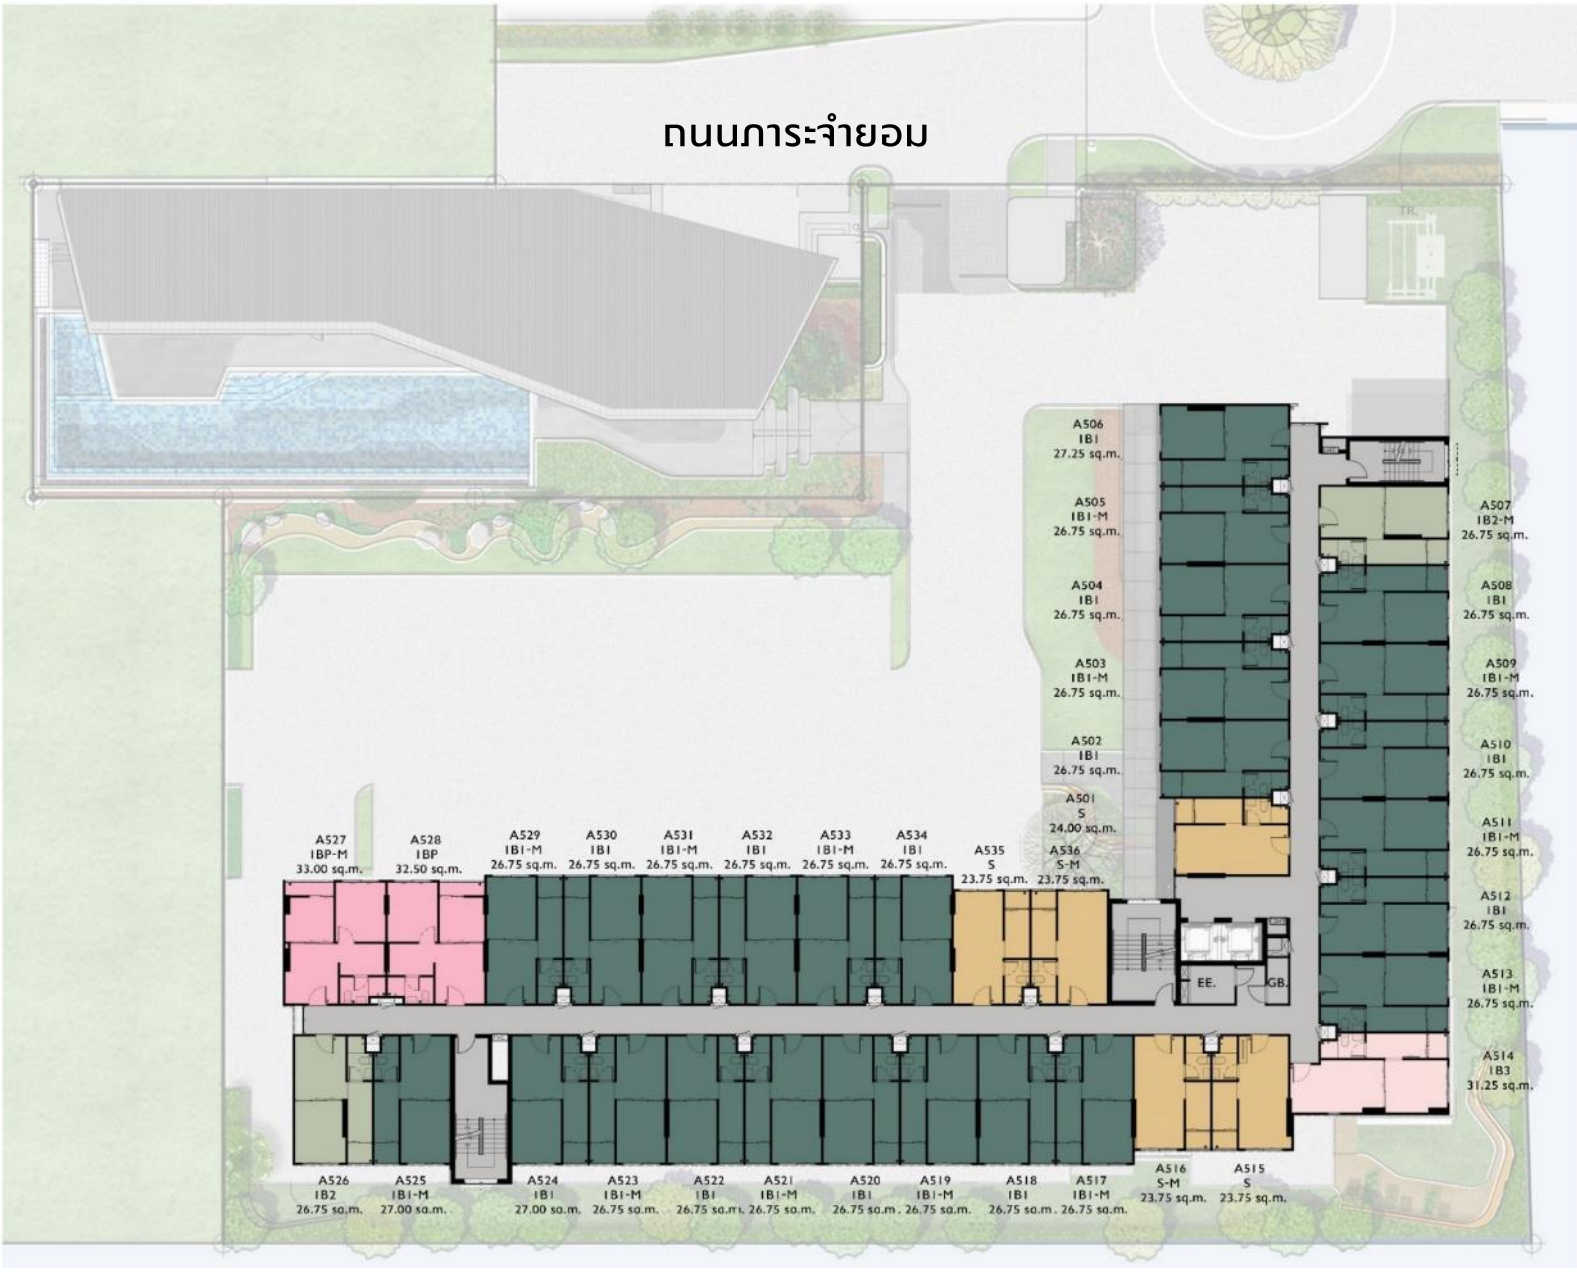 ถนนภาระจำยอม
TR.
A506
1B1
27.25 sq.m.
A505
1B1-M
26.75 sq.m.
A504
1B1
26.75 sq.m.
A503
1B1-M
26.75 sq.m.
A502
1B1
26.75 sq.m.
A501
S
24.00 sq.m.
A507
1B2-M
26.75 sq.m.
A508
1B1
26.75 sq.m.
A509
1B1-M
26.75 sq.m.
A510
1B1
26.75 sq.m.
A511
1B1-M
26.75 sq.m.
A512
1B1
26.75 sq.m.
A513
1B1-M
26.75 sq.m.
A514
1B3
31.25 sq.m.
A527
1BP-M
33.00 sq.m.
A528
1BP
32.50 sq.m.
A529
1B1-M
26.75 sq.m.
A530
1B1
26.75 sq.m.
A531
1B1-M
26.75 sq.m.
A532
1B1
26.75 sq.m.
A533
1B1-M
26.75 sq.m.
A534
1B1
26.75 sq.m.
A535
S
23.75 sq.m.
A536
S-M
23.75 sq.m.
EE.
GB.
A526
1B2
26.75 sq.m.
A525
1B1-M
27.00 sq.m.
A524
1B1
27.00 sq.m.
A523
1B1-M
26.75 sq.m.
A522
1B1
26.75 sq.m.
A521
1B1-M
26.75 sq.m.
A520
1B1
26.75 sq.m.
A519
1B1-M
26.75 sq.m.
A518
1B1
26.75 sq.m.
A517
1B1-M
26.75 sq.m.
A516
S-M
23.75 sq.m.
A515
S
23.75 sq.m.